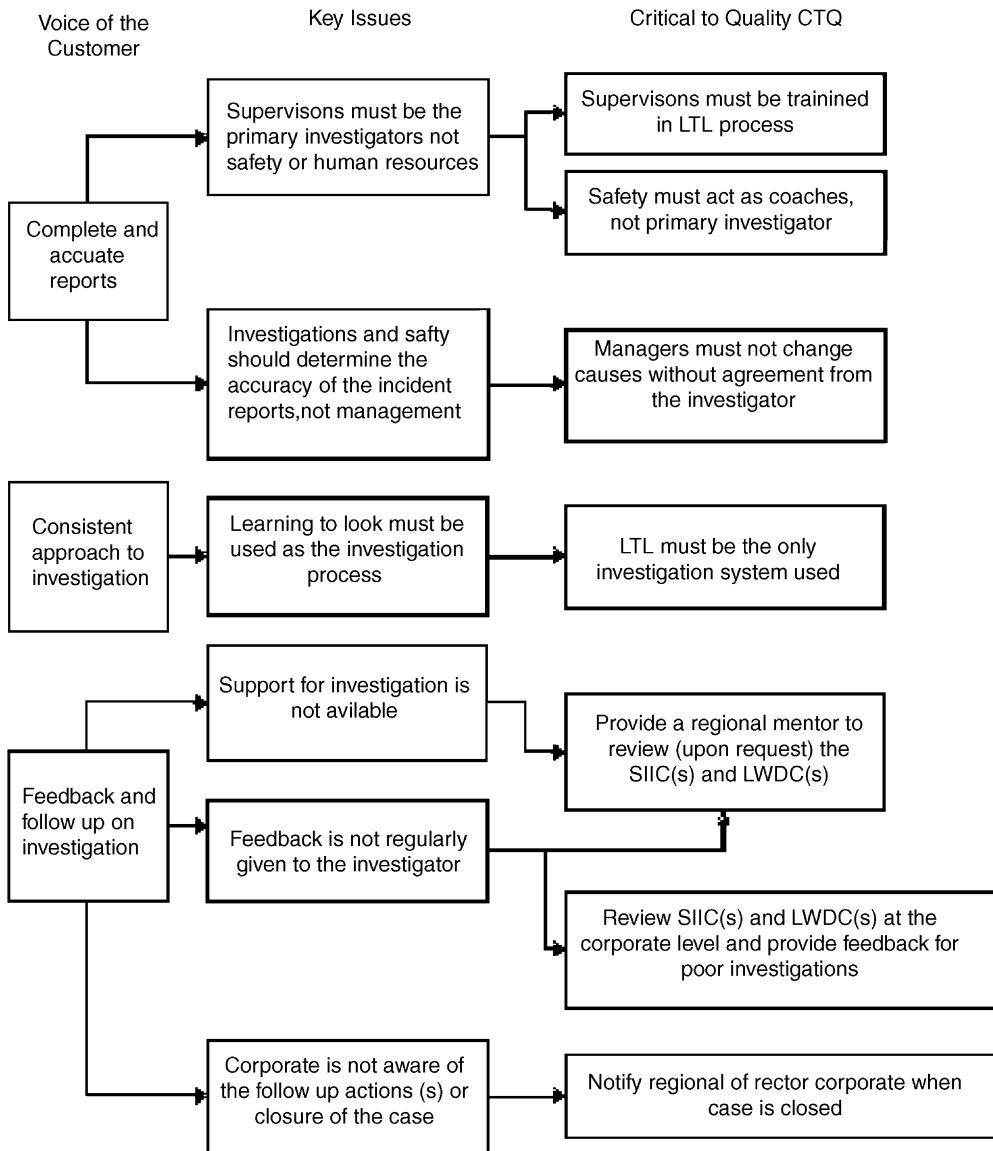 Voice of the
Customer
Key Issues
Critical to Quality CTQ
Complete and
accuate
reports
Supervisons must be the
primary investigators not
safety or human resources
Supervisons must be trainined
in LTL process
Safety must act as coaches,
not primary investigator
Investigations and safty
should determine the
accuracy of the incident
reports,not management
Managers must not change
causes without agreement from
the investigator
Consistent
approach to
investigation
Learning to look must be
used as the investigation
process
LTL must be the only
investigation system used
Feedback and
follow up on
investigation
Support for investigation is
not avilable
Provide a regional mentor to
review (upon request) the
SIIC(s) and LWDC(s)
Feedback is not regularly
given to the investigator
Review SIIC(s) and LWDC(s) at the
corporate level and provide feedback for
poor investigations
Corporate is not aware of
the follow up actions (s) or
closure of the case
Notify regional of rector corporate when
case is closed